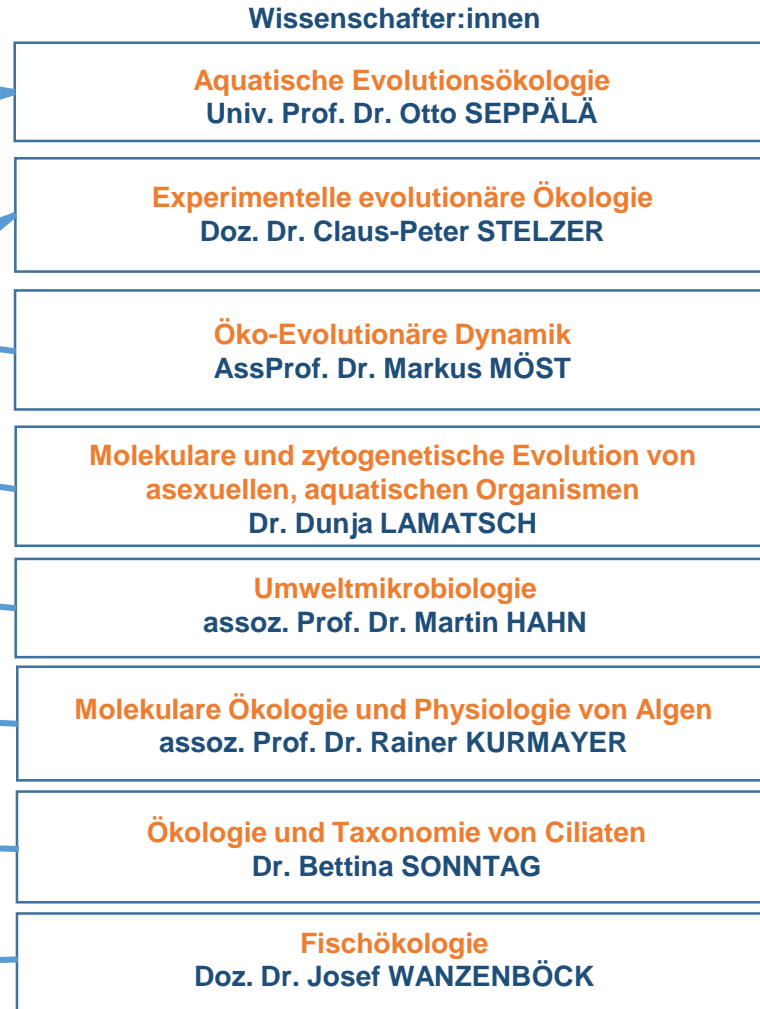 Wissenschafter:innen
Aquatische Evolutionsökologie
Univ. Prof. Dr. Otto SEPPÄLÄ
Experimentelle evolutionäre Ökologie
Doz. Dr. Claus-Peter STELZER
Öko-Evolutionäre Dynamik
AssProf. Dr. Markus MÖST
Molekulare und zytogenetische Evolution von
asexuellen, aquatischen Organismen
Dr. Dunja LAMATSCH
Umweltmikrobiologie
assoz. Prof. Dr. Martin HAHN
Molekulare Ökologie und Physiologie von Algen
assoz. Prof. Dr. Rainer KURMAYER
Ökologie und Taxonomie von Ciliaten
Dr. Bettina SONNTAG
Fischökologie
Doz. Dr. Josef WANZENBÖCK